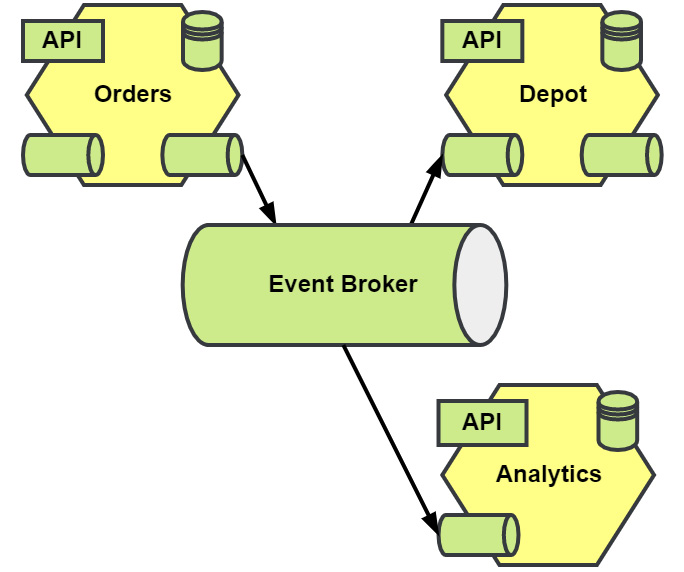 API
Orders
API
Depot
Event Broker
API
Analytics